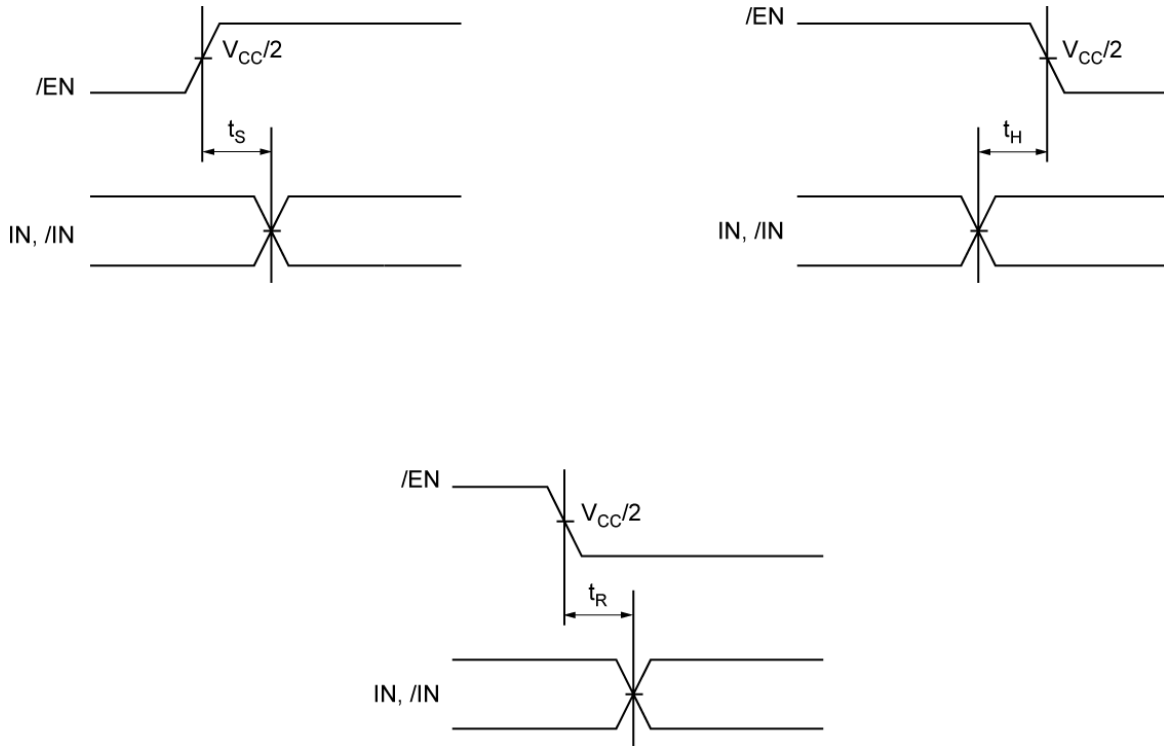 /EN
V_CC/2
t_S
IN, /IN
/EN
V_CC/2
t_H
IN, /IN
/EN
V_CC/2
t_R
IN, /IN